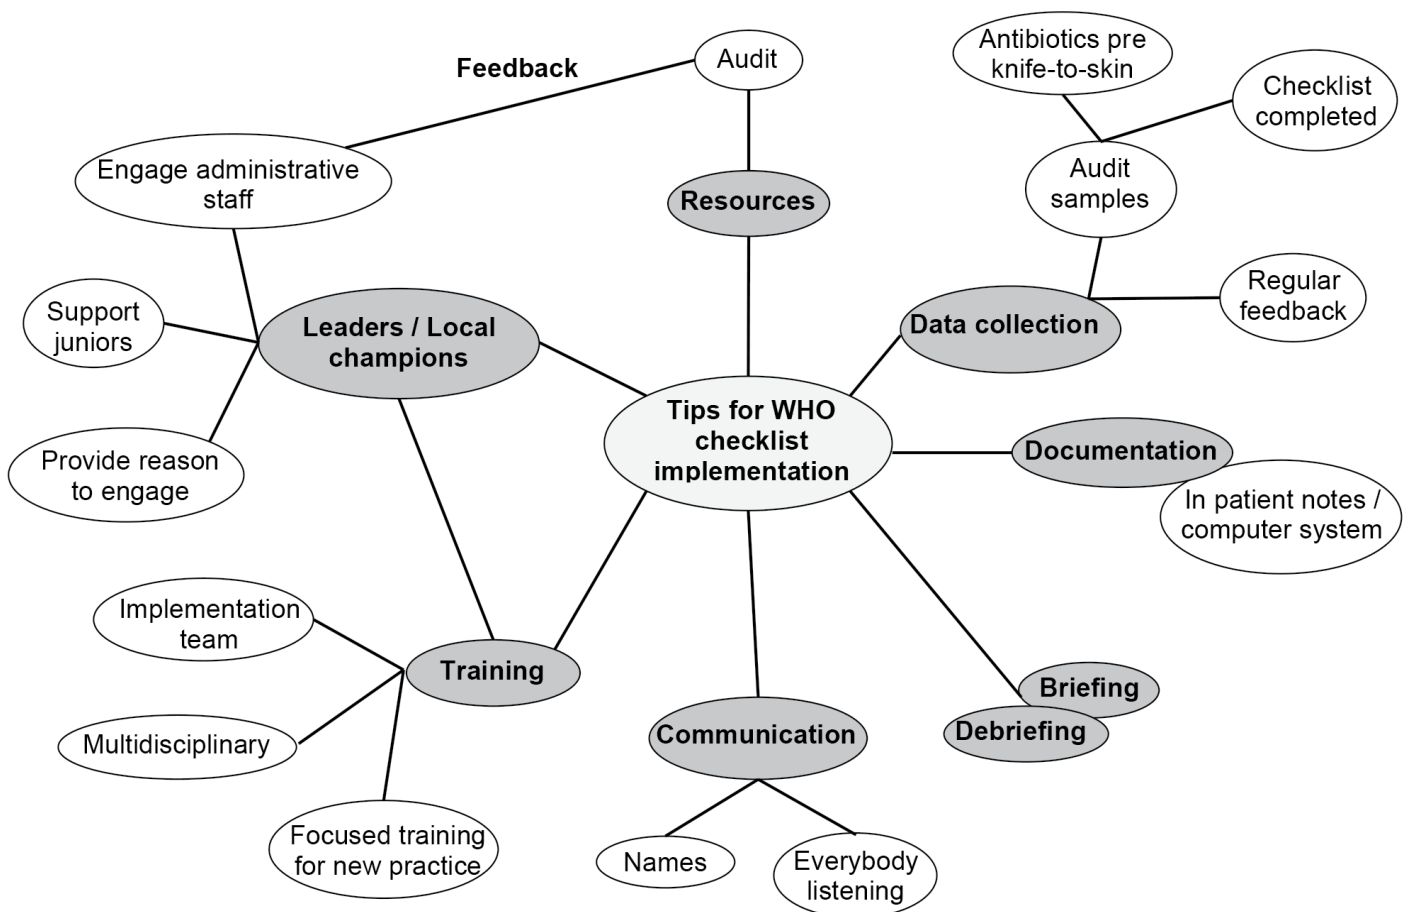 Feedback
Audit
Antibiotics pre
knife-to-skin
Checklist
completed
Engage administrative
staff
Resources
Audit
samples
Support
juniors
Leaders / Local
champions
Data collection
Regular
feedback
Provide reason
to engage
Tips for WHO
checklist
implementation
Documentation
In patient notes /
computer system
Implementation
team
Training
Multidisciplinary
Communication
Briefing
Debriefing
Focused training
for new practice
Names
Everybody
listening